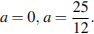 a = 0, a = 25/12.